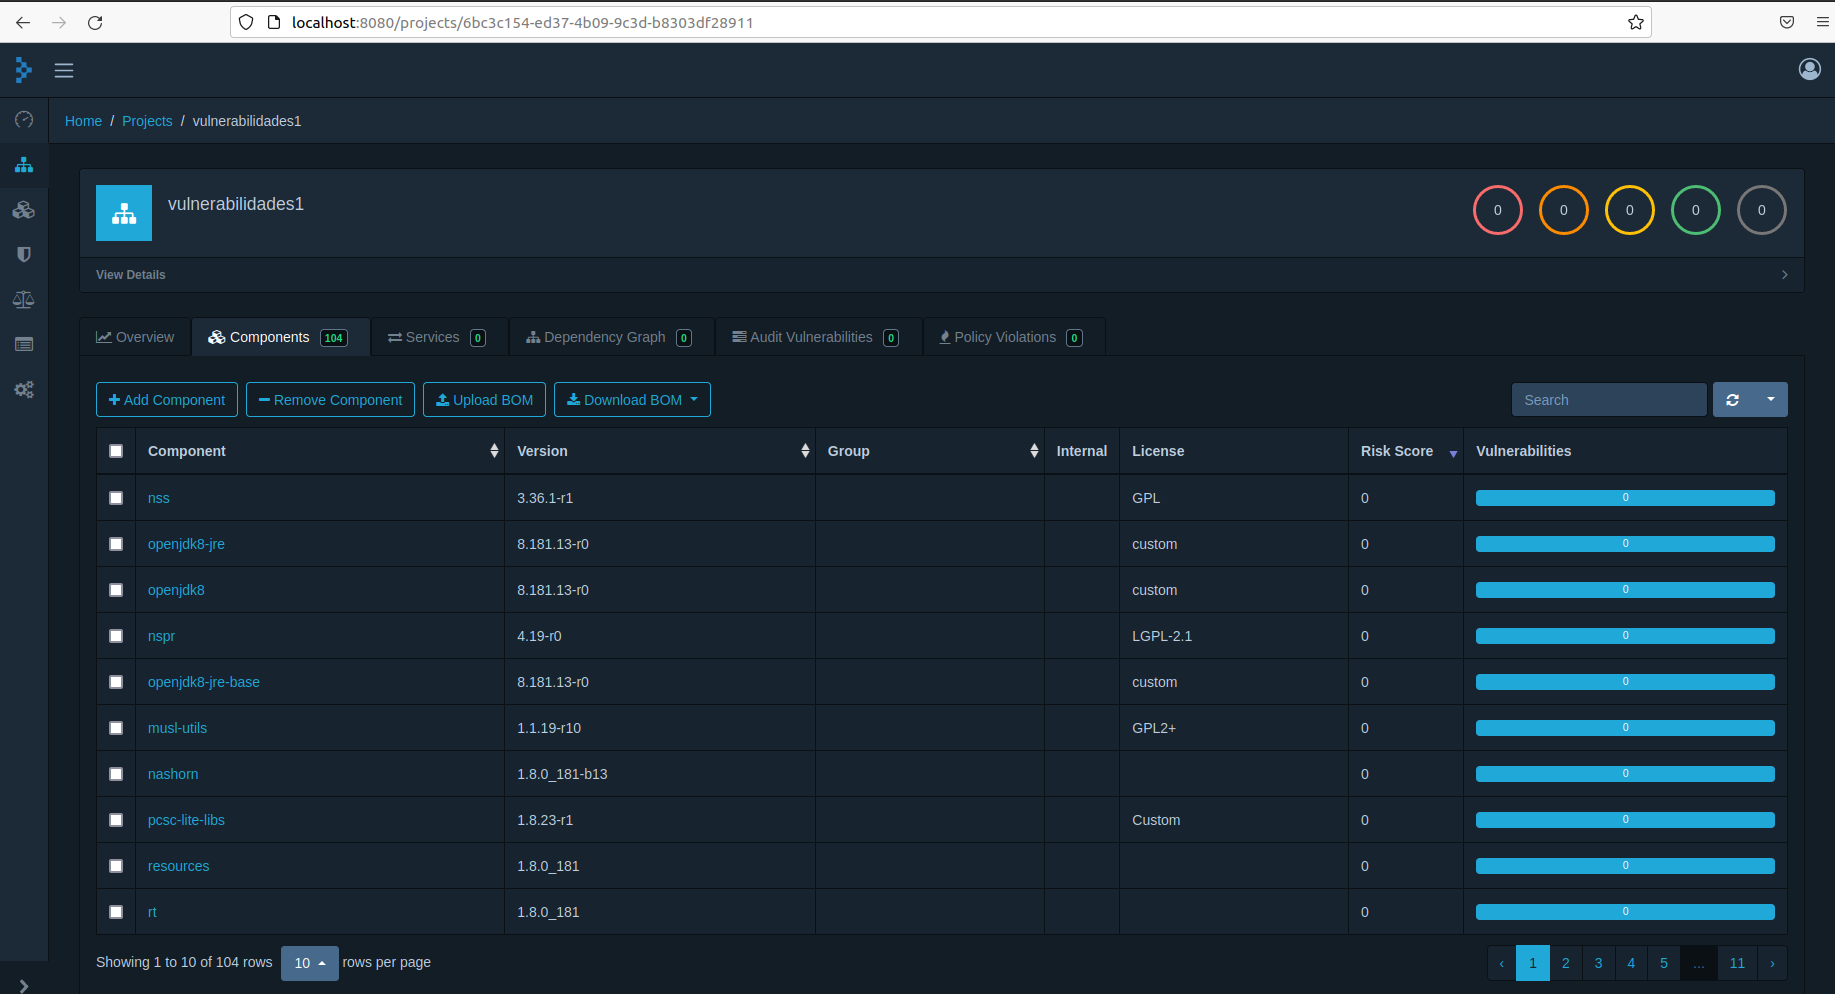 localhost:8080/projects/6bc3c154-ed37-4b09-9c3d-b8303df28911
Home / Projects / vulnerabilidades1
vulnerabilidades1
0 0 0 0 0
View Details
Overview Components 104 Services 0 Dependency Graph 0 Audit Vulnerabilities 0 Policy Violations 0
Add Component Remove Component Upload BOM Download BOM Search
Component Version Group Internal License Risk Score Vulnerabilities
nss 3.36.1-r1 GPL 0 0
openjdk8-jre 8.181.13-r0 custom 0 0
openjdk8 8.181.13-r0 custom 0 0
nspr 4.19-r0 LGPL-2.1 0 0
openjdk8-jre-base 8.181.13-r0 custom 0 0
musl-utils 1.1.19-r10 GPL2+ 0 0
nashorn 1.8.0_181-b13 0 0
pcsc-lite-libs 1.8.23-r1 Custom 0 0
resources 1.8.0_181 0 0
rt 1.8.0_181 0 0
Showing 1 to 10 of 104 rows 10 rows per page ‹ 1 2 3 4 5 ... 11 ›